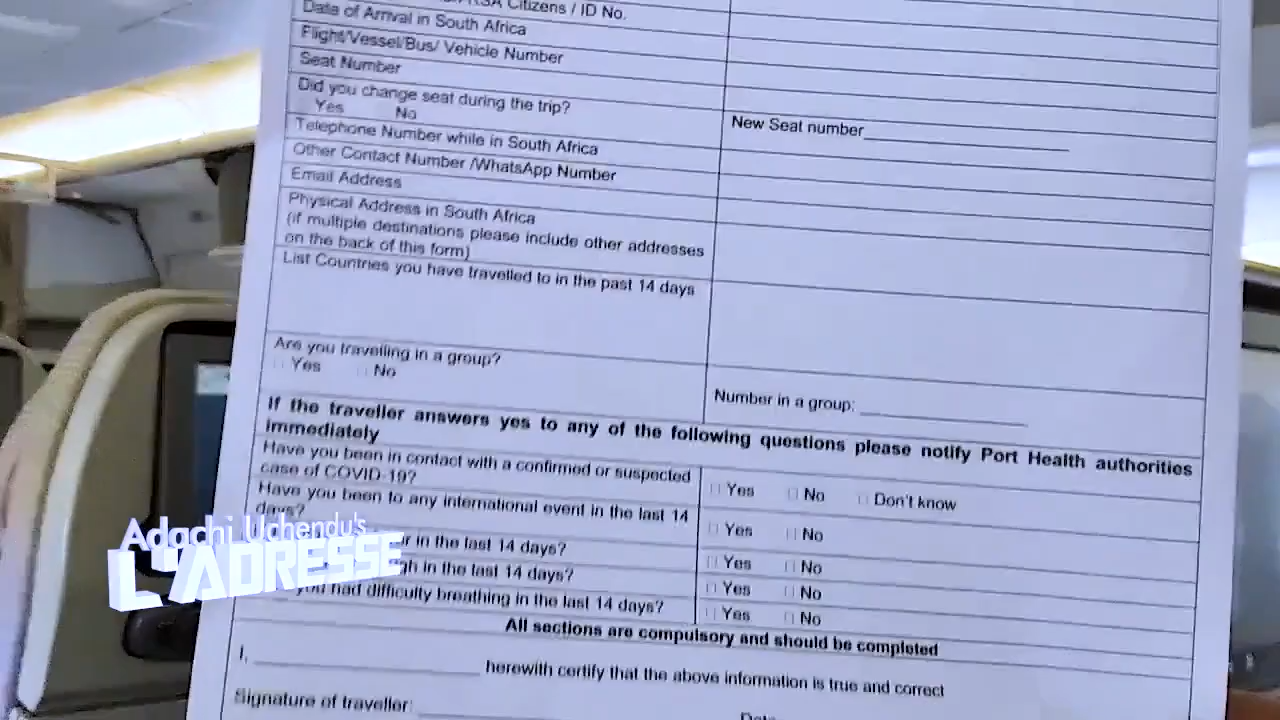 RSA Citizens / ID No.
Date of Arrival in South Africa
Flight/Vessel/Bus/ Vehicle Number
Seat Number
Did you change seat during the trip?
Yes No
New Seat number
Telephone Number while in South Africa
Other Contact Number /WhatsApp Number
Email Address
Physical Address in South Africa
(if multiple destinations please include other addresses
on the back of this form)
List Countries you have travelled to in the past 14 days
Are you travelling in a group?
Yes No
Number in a group:
If the traveller answers yes to any of the following questions please notify Port Health authorities
immediately
Have you been in contact with a confirmed or suspected
case of COVID-19?
Yes No Don't know
Have you been to any international event in the last 14
days?
Yes No
in the last 14 days?
Yes No
in the last 14 days?
Yes No
you had difficulty breathing in the last 14 days?
Yes No
All sections are compulsory and should be completed
I, herewith certify that the above information is true and correct
Signature of traveller:
Adachi Uchendu's
L'ADRESSE